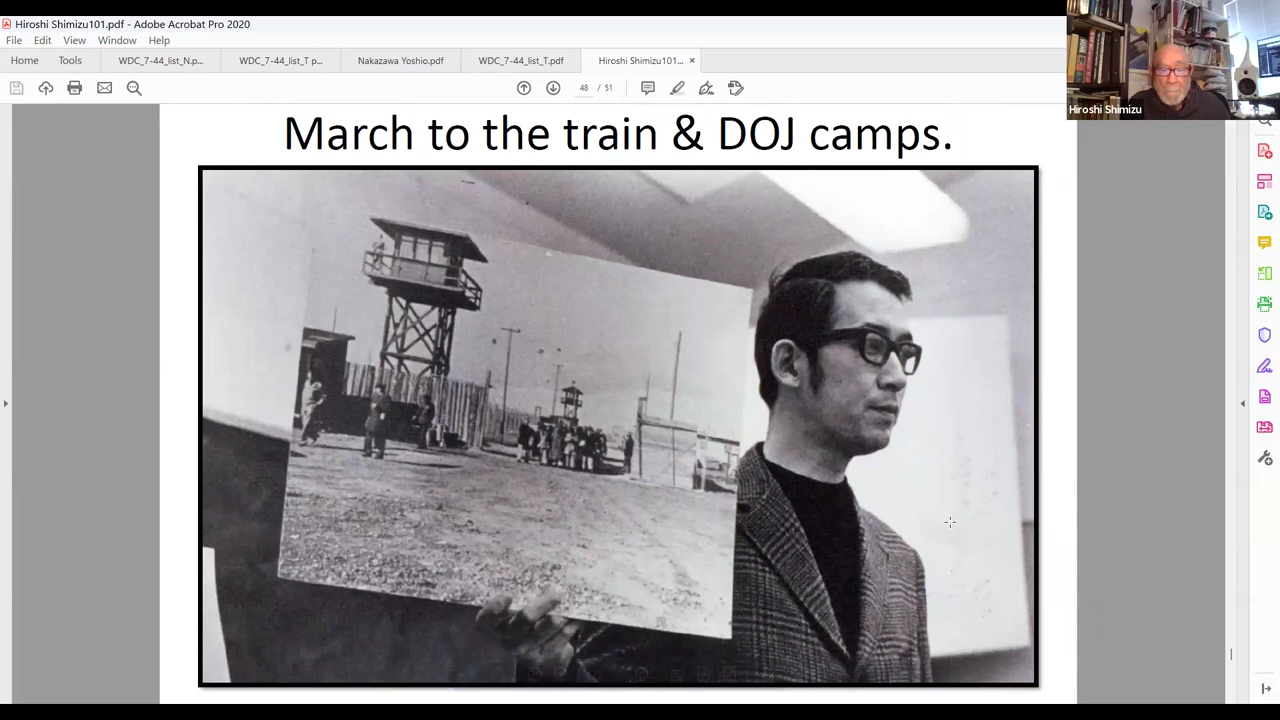 Hiroshi Shimizu101.pdf - Adobe Acrobat Pro 2020
File Edit View Window Help
Home Tools WDC_7-44_list_N.p... WDC_7-44_list_T p... Nakazawa Yoshio.pdf WDC_7-44_list_T.pdf Hiroshi Shimizu101... ×
48 / 51
Hiroshi Shimizu
March to the train & DOJ camps.